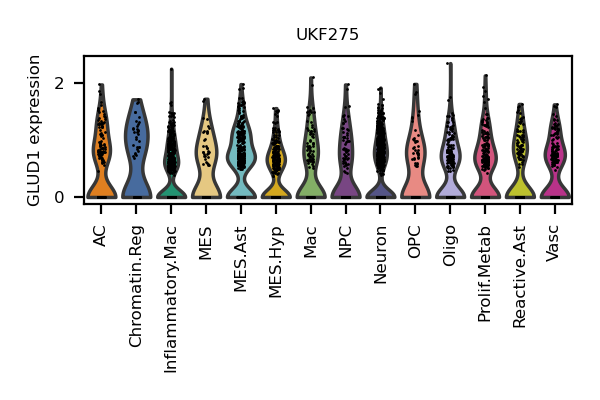 UKF275
GLUD1 expression
2
0
AC
Chromatin.Reg
Inflammatory.Mac
MES
MES.Ast
MES.Hyp
Mac
NPC
Neuron
OPC
Oligo
Prolif.Metab
Reactive.Ast
Vasc